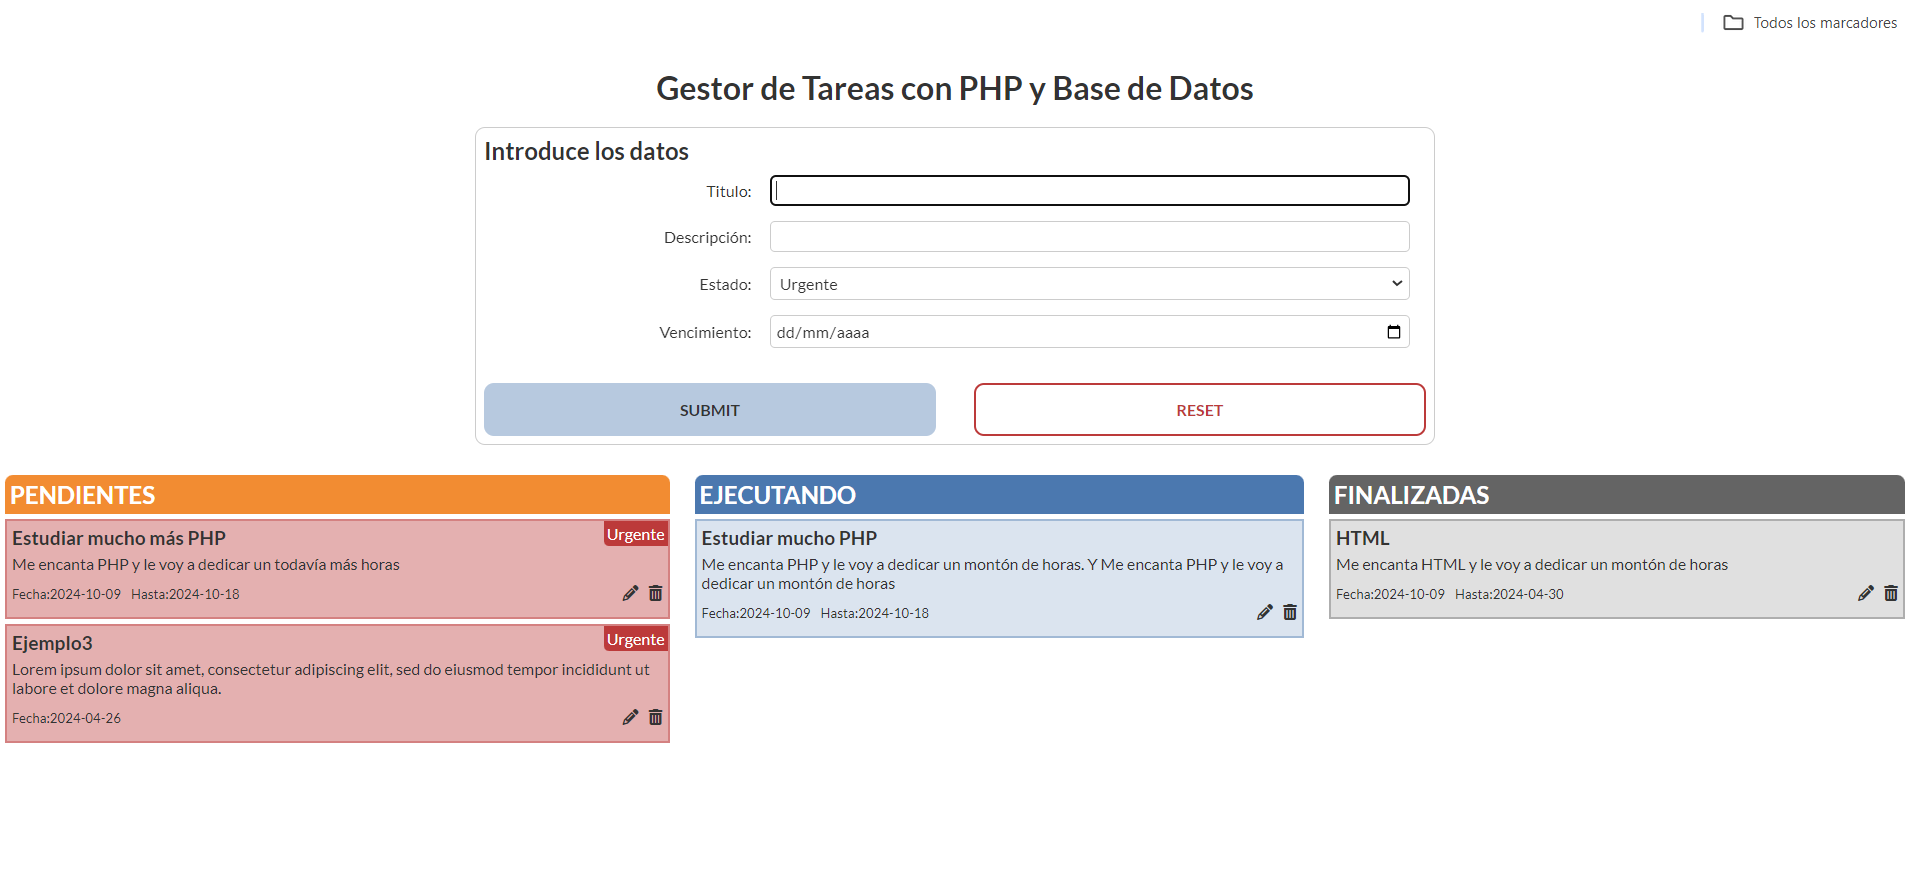 Todos los marcadores
Gestor de Tareas con PHP y Base de Datos
Introduce los datos
Titulo:
Descripción:
Estado:
Urgente
Vencimiento:
dd/mm/aaaa
SUBMIT
RESET
PENDIENTES
Estudiar mucho más PHP
Urgente
Me encanta PHP y le voy a dedicar un todavía más horas
Fecha:2024-10-09 Hasta:2024-10-18
Ejemplo3
Urgente
Lorem ipsum dolor sit amet, consectetur adipiscing elit, sed do eiusmod tempor incididunt ut
labore et dolore magna aliqua.
Fecha:2024-04-26
EJECUTANDO
Estudiar mucho PHP
Me encanta PHP y le voy a dedicar un montón de horas. Y Me encanta PHP y le voy a
dedicar un montón de horas
Fecha:2024-10-09 Hasta:2024-10-18
FINALIZADAS
HTML
Me encanta HTML y le voy a dedicar un montón de horas
Fecha:2024-10-09 Hasta:2024-04-30